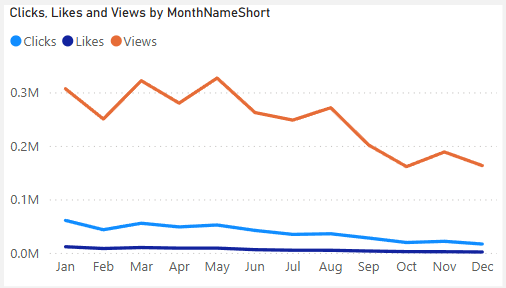 Clicks, Likes and Views by MonthNameShort
Clicks Likes Views
0.3M
0.2M
0.1M
0.0M
Jan Feb Mar Apr May Jun Jul Aug Sep Oct Nov Dec